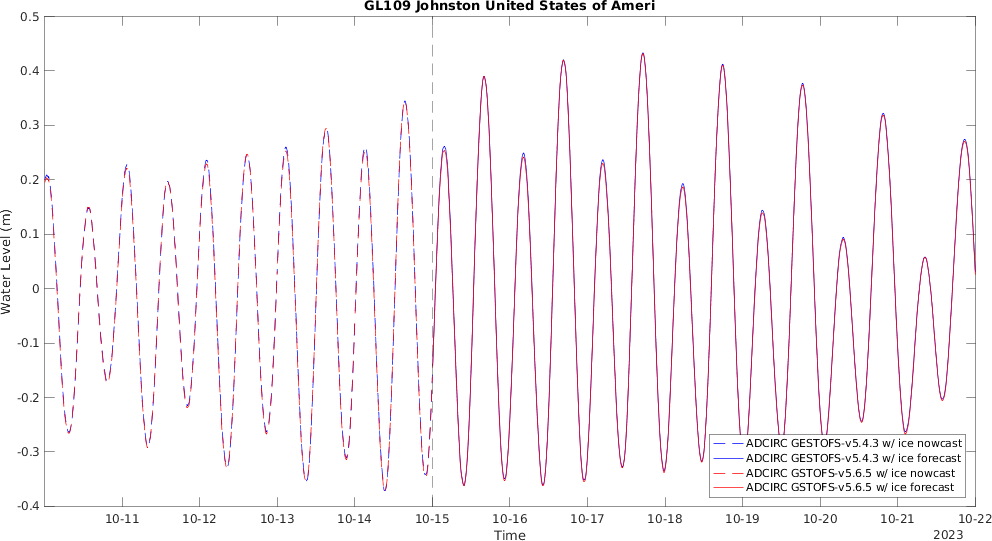 GL109 Johnston United States of Ameri
0.5
0.4
0.3
0.2
0.1
0
-0.1
-0.2
-0.3
-0.4
Water Level (m)
ADCIRC GESTOFS-v5.4.3 w/ ice nowcast
ADCIRC GESTOFS-v5.4.3 w/ ice forecast
ADCIRC GSTOFS-v5.6.5 w/ ice nowcast
ADCIRC GSTOFS-v5.6.5 w/ ice forecast
10-11 10-12 10-13 10-14 10-15 10-16 10-17 10-18 10-19 10-20 10-21 10-22
Time
2023